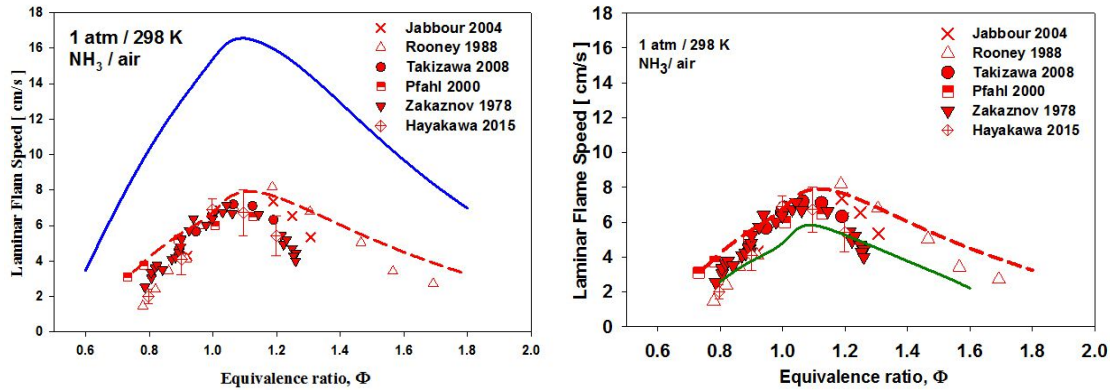 18
16
14
12
10
8
6
4
2
0
Laminar Flam Speed [ cm/s]
1 atm / 298 K
NH3 / air
Jabbour 2004
Rooney 1988
Takizawa 2008
Pfahl 2000
Zakaznov 1978
Hayakawa 2015
0.6 0.8 1.0 1.2 1.4 1.6 1.8 2.0
Equivalence ratio, Φ
18
16
14
12
10
8
6
4
2
0
Laminar Flame Speed [ cm/s]
1 atm / 298 K
NH3/ air
Jabbour 2004
Rooney 1988
Takizawa 2008
Pfahl 2000
Zakaznov 1978
Hayakawa 2015
0.6 0.8 1.0 1.2 1.4 1.6 1.8 2.0
Equivalence ratio, Φ